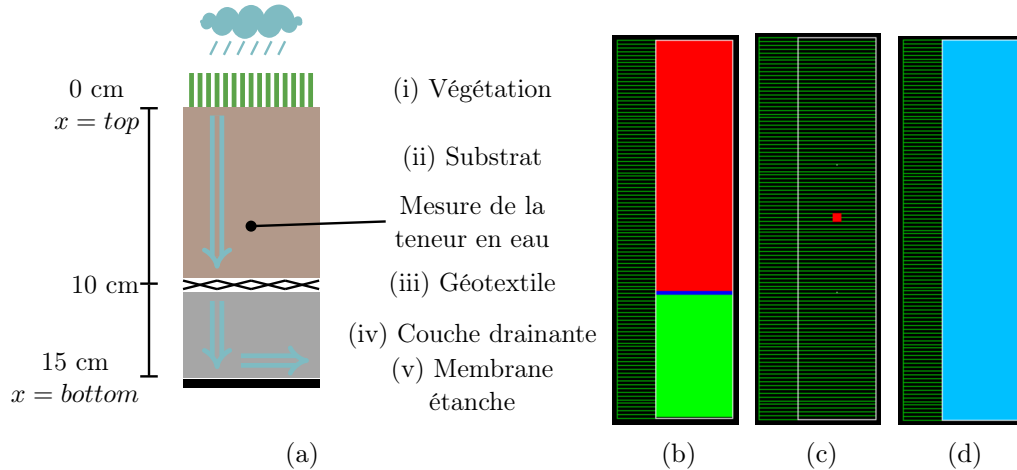 0 cm
x = top
(i) Végétation
(ii) Substrat
Mesure de la
teneur en eau
10 cm
(iii) Géotextile
(iv) Couche drainante
15 cm
x = bottom
(v) Membrane
étanche
(a)
(b)
(c)
(d)